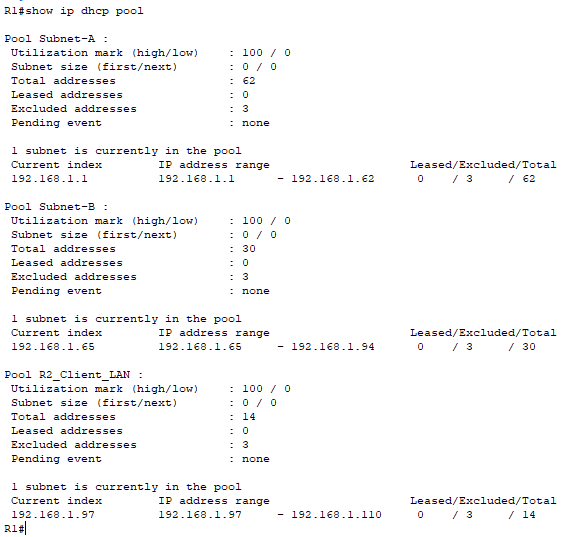 R1#show ip dhcp pool

Pool Subnet-A :
 Utilization mark (high/low)    : 100 / 0
 Subnet size (first/next)       : 0 / 0
 Total addresses                : 62
 Leased addresses               : 0
 Excluded addresses             : 3
 Pending event                  : none

 1 subnet is currently in the pool
 Current index        IP address range                        Leased/Excluded/Total
 192.168.1.1          192.168.1.1      - 192.168.1.62      0    / 3     / 62

Pool Subnet-B :
 Utilization mark (high/low)    : 100 / 0
 Subnet size (first/next)       : 0 / 0
 Total addresses                : 30
 Leased addresses               : 0
 Excluded addresses             : 3
 Pending event                  : none

 1 subnet is currently in the pool
 Current index        IP address range                        Leased/Excluded/Total
 192.168.1.65         192.168.1.65     - 192.168.1.94      0    / 3     / 30

Pool R2_Client_LAN :
 Utilization mark (high/low)    : 100 / 0
 Subnet size (first/next)       : 0 / 0
 Total addresses                : 14
 Leased addresses               : 0
 Excluded addresses             : 3
 Pending event                  : none

 1 subnet is currently in the pool
 Current index        IP address range                        Leased/Excluded/Total
 192.168.1.97         192.168.1.97     - 192.168.1.110     0    / 3     / 14
R1#